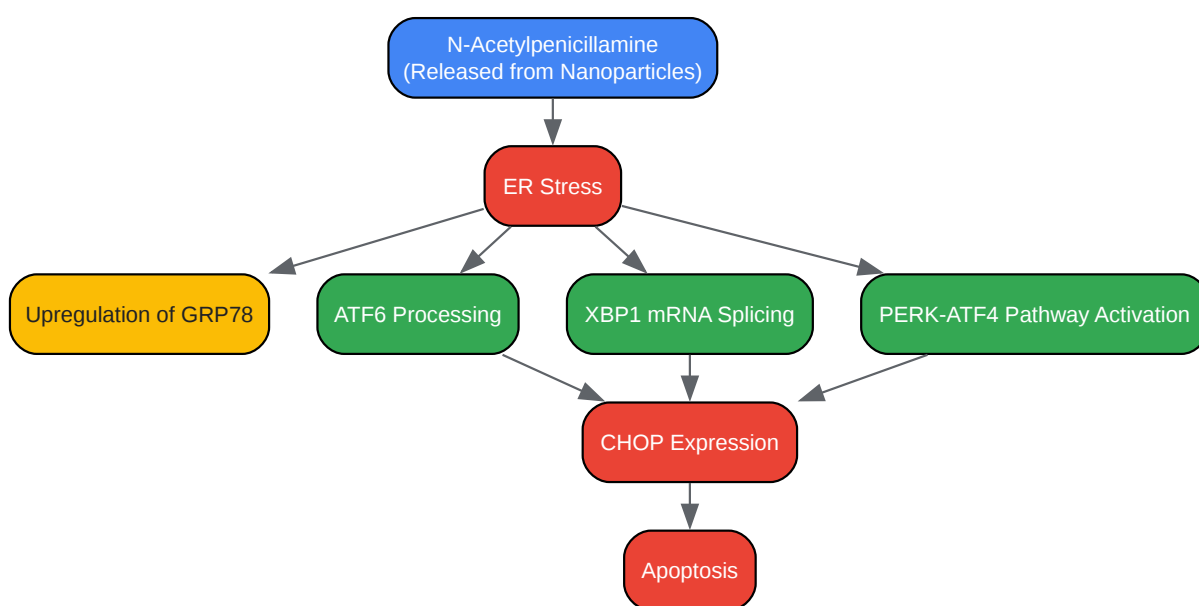 N-Acetylpenicillamine
(Released from Nanoparticles)
ER Stress
Upregulation of GRP78
ATF6 Processing
XBP1 mRNA Splicing
PERK-ATF4 Pathway Activation
CHOP Expression
Apoptosis